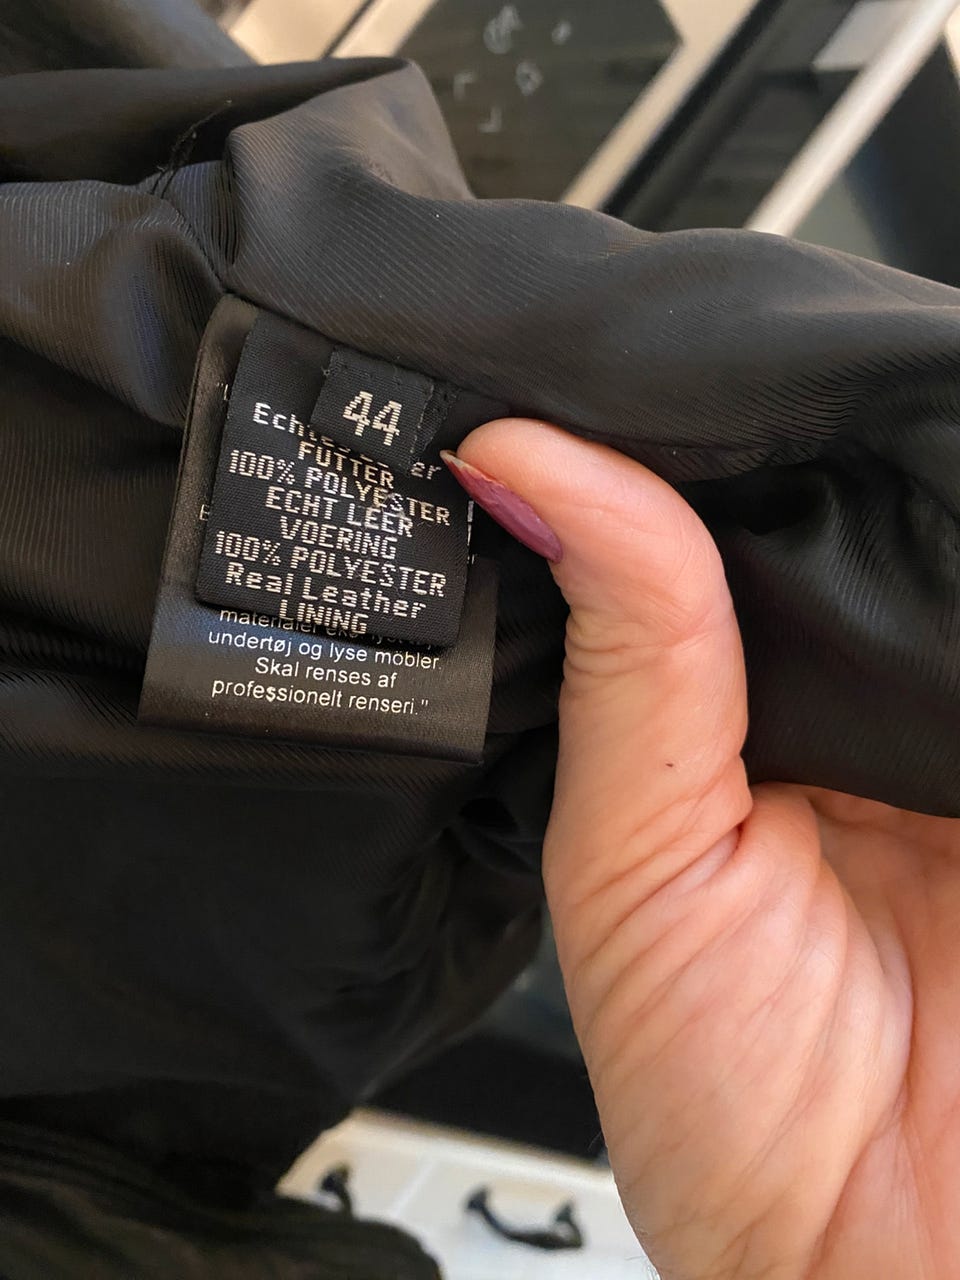 44
FUTTER
100% POLYESTER
ECHT LEER
VOERING
100% POLYESTER
Real Leather
LINING
undertøj og lyse möbler.
Skal renses af
professionelt renseri."